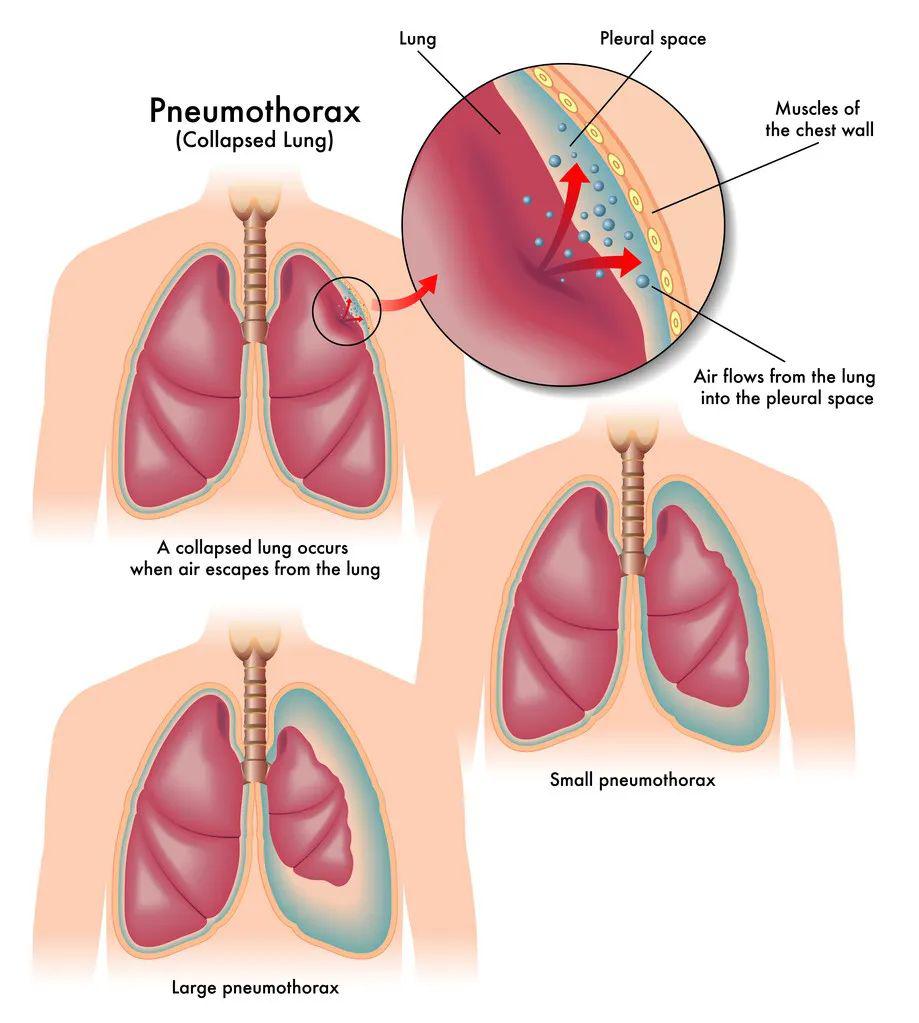 Lung
Pleural space
Pneumothorax
(Collapsed Lung)
Muscles of
the chest wall
Air flows from the lung
into the pleural space
A collapsed lung occurs
when air escapes from the lung
Small pneumothorax
Large pneumothorax